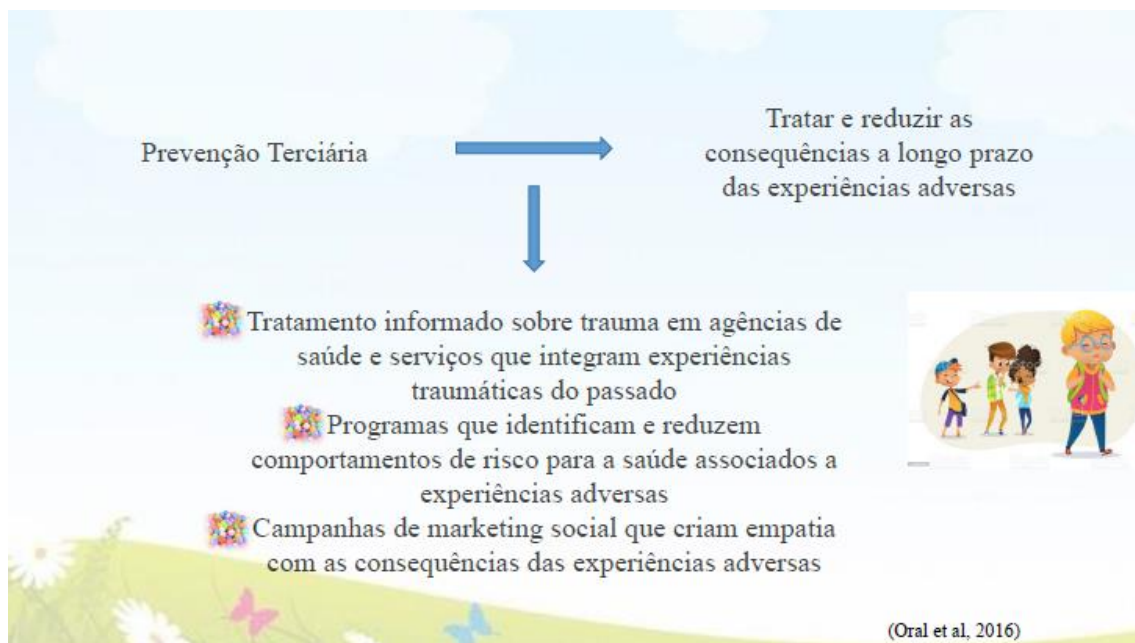 Prevenção Terciária
Tratar e reduzir as
consequências a longo prazo
das experiências adversas
Tratamento informado sobre trauma em agências de
saúde e serviços que integram experiências
traumáticas do passado
Programas que identificam e reduzem
comportamentos de risco para a saúde associados a
experiências adversas
Campanhas de marketing social que criam empatia
com as consequências das experiências adversas
(Oral et al, 2016)